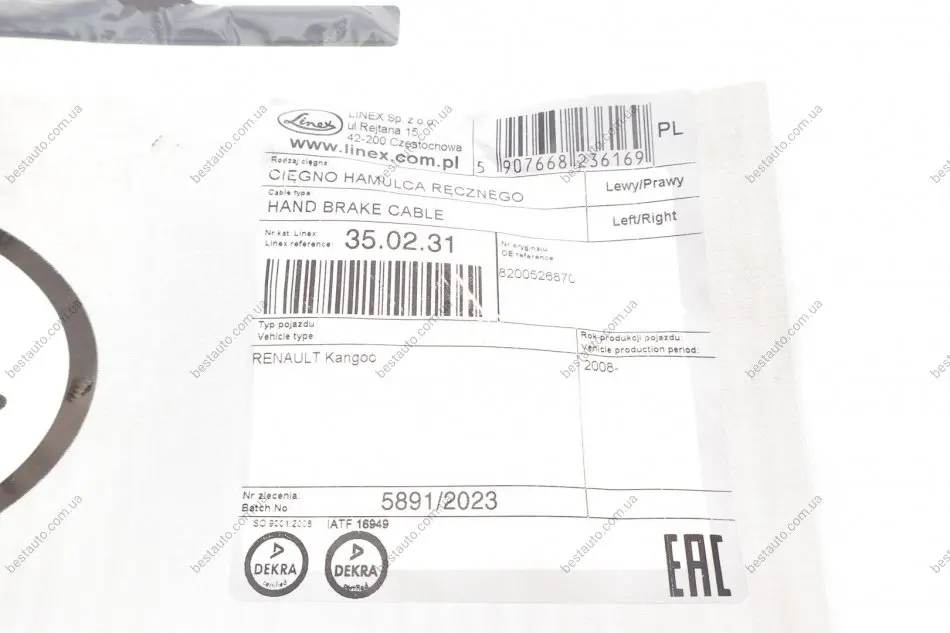 Linex
LINEX Sp. z o.o.
ul Rejtana 15,
42-200 Częstochowa
www.linex.com.pl
5 907668 236169
PL
Rodzaj cięgna
CIĘGNO HAMULCA RĘCZNEGO
Lewy/Prawy
Cable type
HAND BRAKE CABLE
Left/Right
Nr kat. Linex:
Linex reference
35.02.31
Nr oryginału
OE reference
8200526870
Typ pojazdu
Vehicle type
Rok produkcji pojazdu:
Vehicle production period:
RENAULT Kangoo
2008-
Nr zlecenia
Batch No
5891/2023
ISO 9001:2008
IATF 16949
DEKRA
certified
DEKRA
certified
EAC
bestauto.com.ua